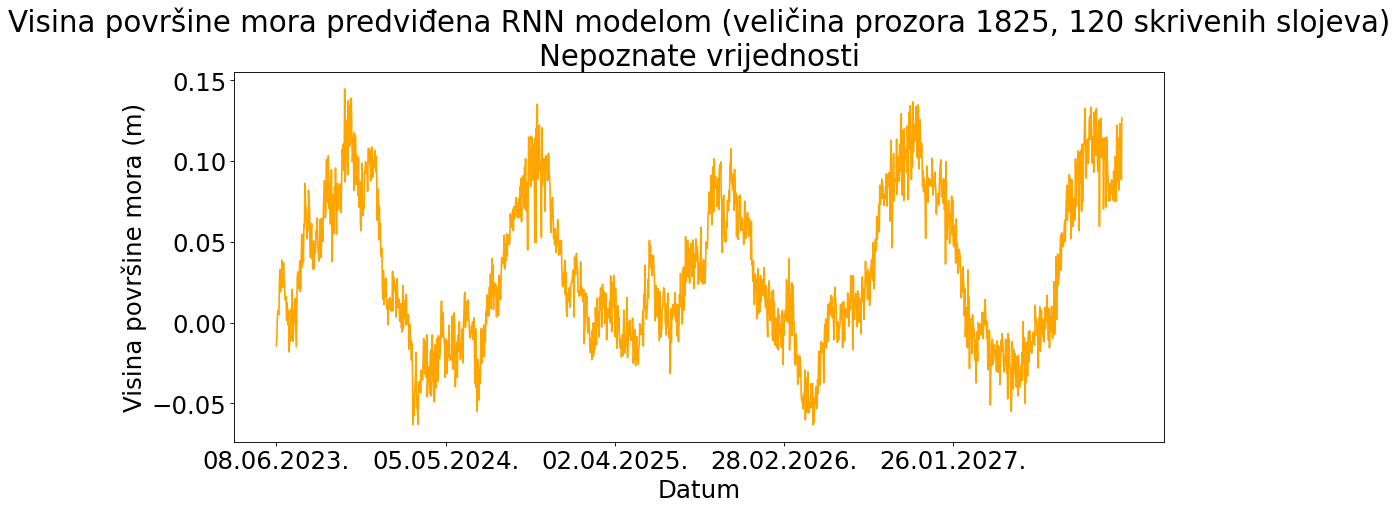 Visina površine mora predviđena RNN modelom (veličina prozora 1825, 120 skrivenih slojeva)
Nepoznate vrijednosti
Visina površine mora (m)
0.15
0.10
0.05
0.00
−0.05
08.06.2023. 05.05.2024. 02.04.2025. 28.02.2026. 26.01.2027.
Datum